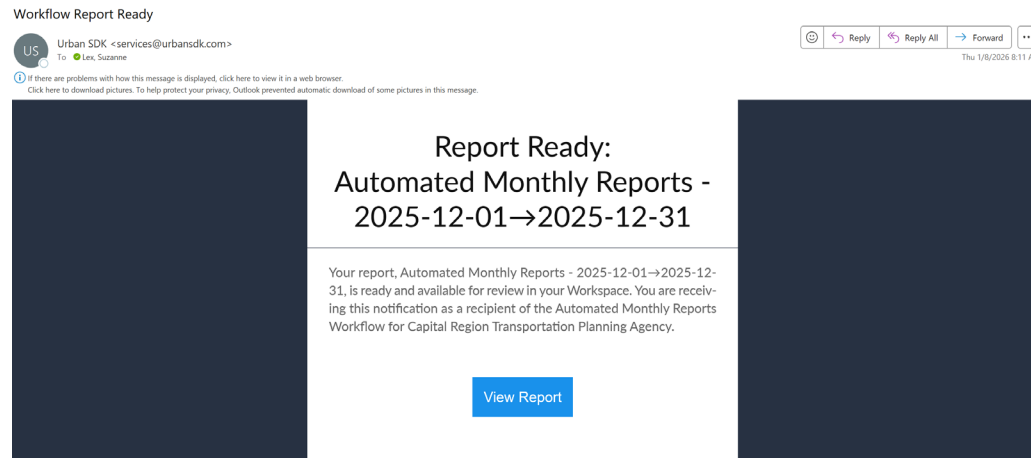 Workflow Report Ready
US
Urban SDK <services@urbansdk.com>
To Lex, Suzanne
Reply
Reply All
Forward
Thu 1/8/2026 8:11 A
If there are problems with how this message is displayed, click here to view it in a web browser.
Click here to download pictures. To help protect your privacy, Outlook prevented automatic download of some pictures in this message.
Report Ready:
Automated Monthly Reports -
2025-12-01→2025-12-31
Your report, Automated Monthly Reports - 2025-12-01→2025-12-
31, is ready and available for review in your Workspace. You are receiv-
ing this notification as a recipient of the Automated Monthly Reports
Workflow for Capital Region Transportation Planning Agency.
View Report